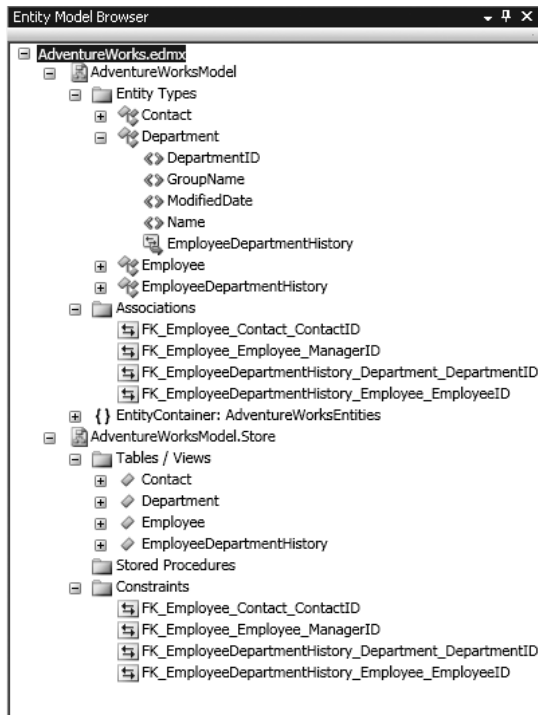 Entity Model Browser
AdventureWorks.edmx
AdventureWorksModel
Entity Types
Contact
Department
DepartmentID
GroupName
ModifiedDate
Name
EmployeeDepartmentHistory
Employee
EmployeeDepartmentHistory
Associations
FK_Employee_Contact_ContactID
FK_Employee_Employee_ManagerID
FK_EmployeeDepartmentHistory_Department_DepartmentID
FK_EmployeeDepartmentHistory_Employee_EmployeeID
{} EntityContainer: AdventureWorksEntities
AdventureWorksModel.Store
Tables / Views
Contact
Department
Employee
EmployeeDepartmentHistory
Stored Procedures
Constraints
FK_Employee_Contact_ContactID
FK_Employee_Employee_ManagerID
FK_EmployeeDepartmentHistory_Department_DepartmentID
FK_EmployeeDepartmentHistory_Employee_EmployeeID